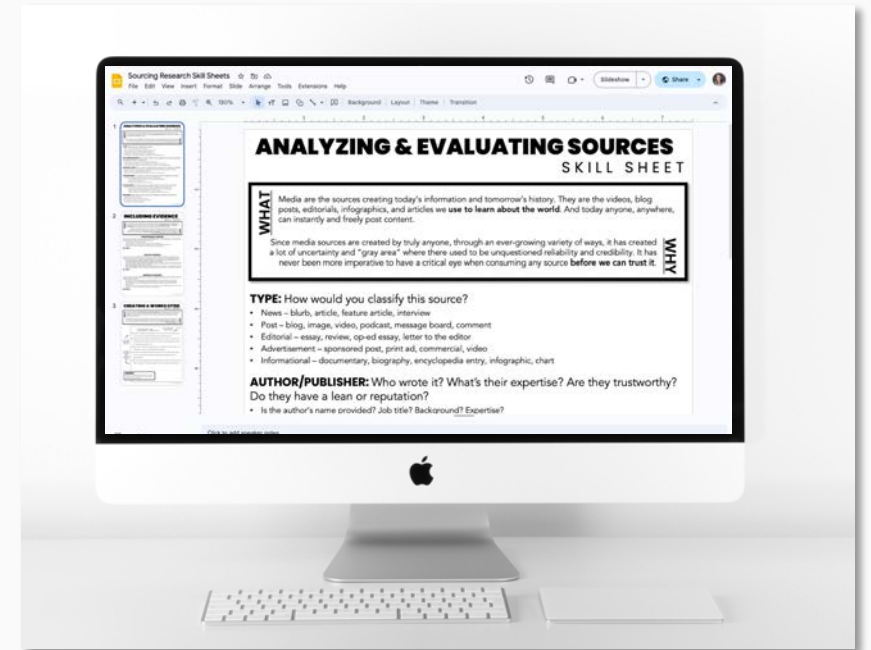 Sourcing Research Skill Sheets
File Edit View Insert Format Slide Arrange Tools Extensions Help
Slideshow
Share
Background Layout Theme Transition
1
ANALYZING & EVALUATING SOURCES
2
INCLUDING EVIDENCE
3
CREATING A WORKS CITED
ANALYZING & EVALUATING SOURCES
SKILL SHEET
WHAT
Media are the sources creating today's information and tomorrow's history. They are the videos, blog
posts, editorials, infographics, and articles we use to learn about the world. And today anyone, anywhere,
can instantly and freely post content.
Since media sources are created by truly anyone, through an ever-growing variety of ways, it has created
a lot of uncertainty and "gray area" where there used to be unquestioned reliability and credibility. It has
never been more imperative to have a critical eye when consuming any source before we can trust it.
WHY
TYPE: How would you classify this source?
• News – blurb, article, feature article, interview
• Post – blog, image, video, podcast, message board, comment
• Editorial – essay, review, op-ed essay, letter to the editor
• Advertisement – sponsored post, print ad, commercial, video
• Informational – documentary, biography, encyclopedia entry, infographic, chart
AUTHOR/PUBLISHER: Who wrote it? What's their expertise? Are they trustworthy?
Do they have a lean or reputation?
• Is the author's name provided? Job title? Background? Expertise?
Click to add speaker notes